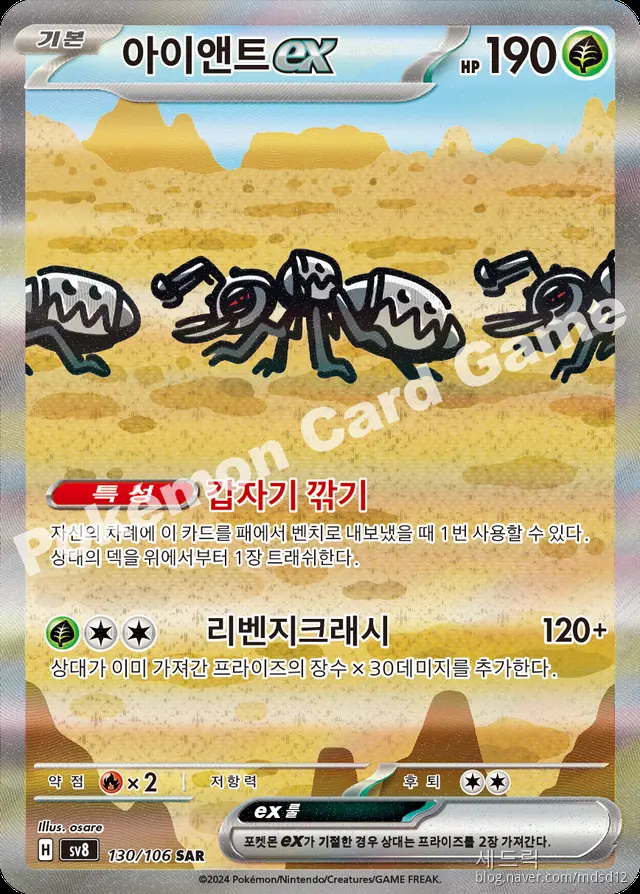 기본 아이앤트 ex HP 190
특성 갑자기 깎기
자신의 차례에 이 카드를 패에서 벤치로 내보냈을 때 1번 사용할 수 있다.
상대의 덱을 위에서부터 1장 트래쉬한다.
리벤지크래시 120+
상대가 이미 가져간 프라이즈의 장수×30데미지를 추가한다.
약점 ×2 저항력 후퇴
Illus. osare
ex 룰
포켓몬 ex가 기절한 경우 상대는 프라이즈를 2장 가져간다.
H sv8 130/106 SAR
©2024 Pokémon/Nintendo/Creatures/GAME FREAK.
Pokémon Card Game
세드릭
blog.naver.com/mdsd12